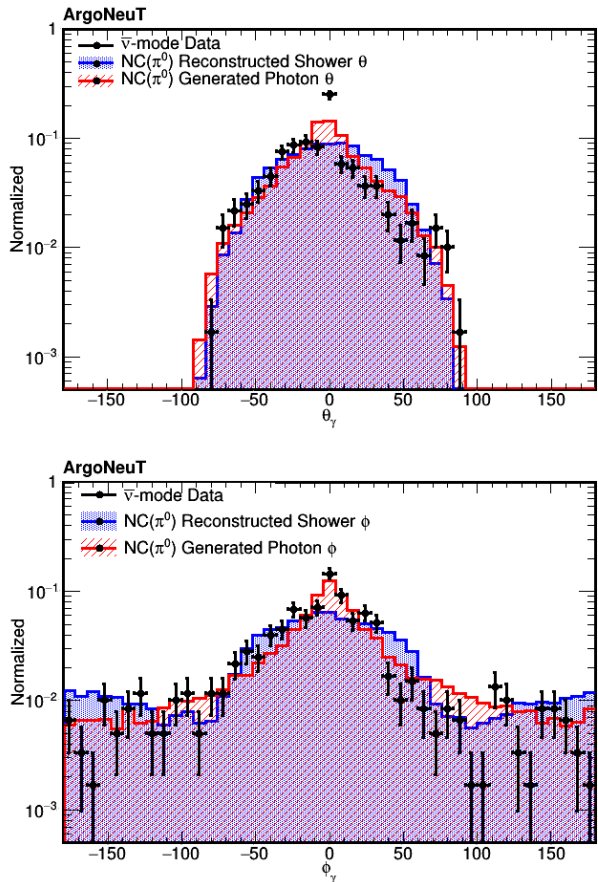 ArgoNeuT
1
ν̅-mode Data
NC(π⁰) Reconstructed Shower θ
NC(π⁰) Generated Photon θ
10⁻¹
Normalized
10⁻²
10⁻³
−150 −100 −50 0 50 100 150
θγ
ArgoNeuT
1
ν̅-mode Data
NC(π⁰) Reconstructed Shower ϕ
NC(π⁰) Generated Photon ϕ
10⁻¹
Normalized
10⁻²
10⁻³
−150 −100 −50 0 50 100 150
ϕγ